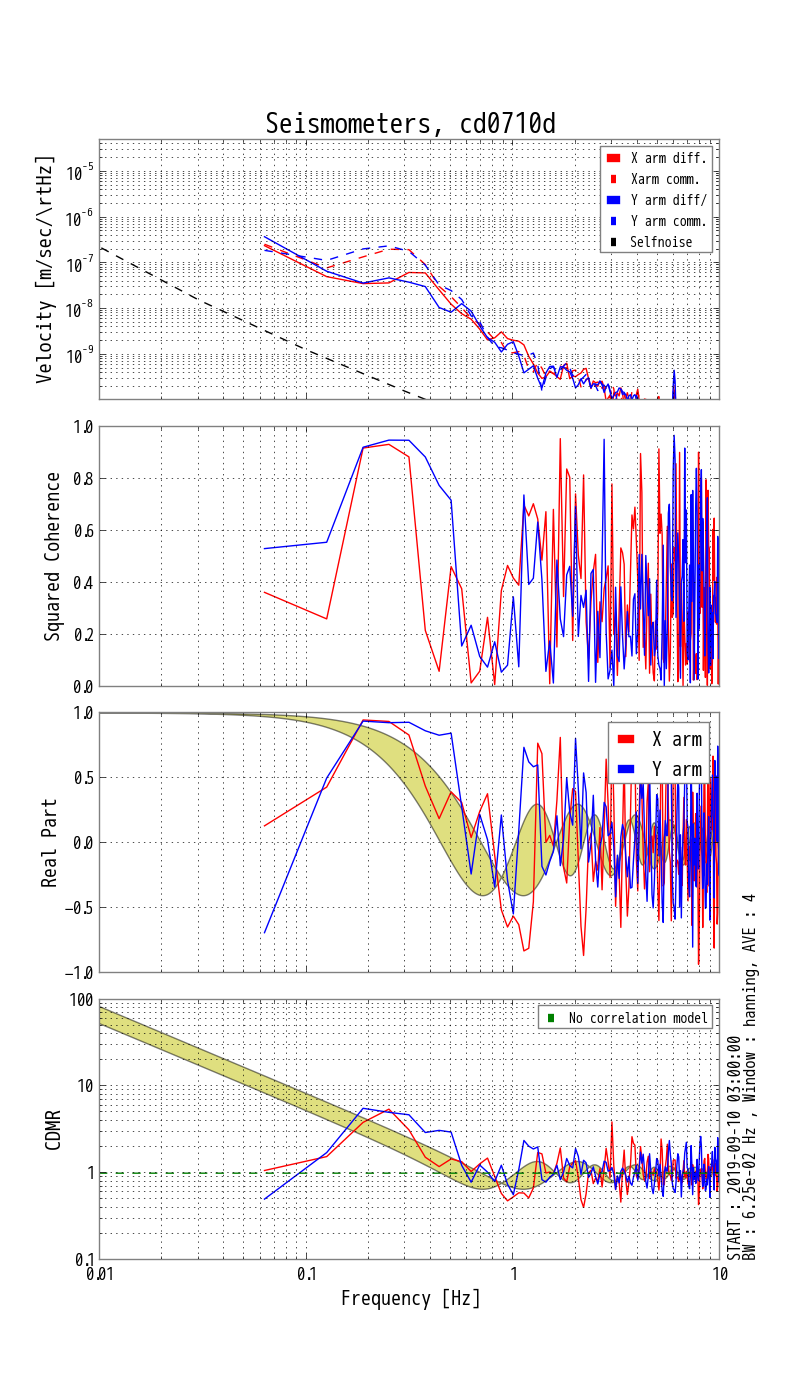 Seismometers, cd0710d
Velocity [m/sec/\rtHz]
10^-5
10^-6
10^-7
10^-8
10^-9
X arm diff.
Xarm comm.
Y arm diff/
Y arm comm.
Selfnoise
Squared Coherence
1.0
0.8
0.6
0.4
0.2
0.0
Real Part
1.0
0.5
0.0
−0.5
−1.0
X arm
Y arm
CDMR
100
10
1
0.1
No correlation model
0.01
0.1
1
10
Frequency [Hz]
START : 2019-09-10 03:00:00
BW : 6.25e-02 Hz , Window : hanning, AVE : 4